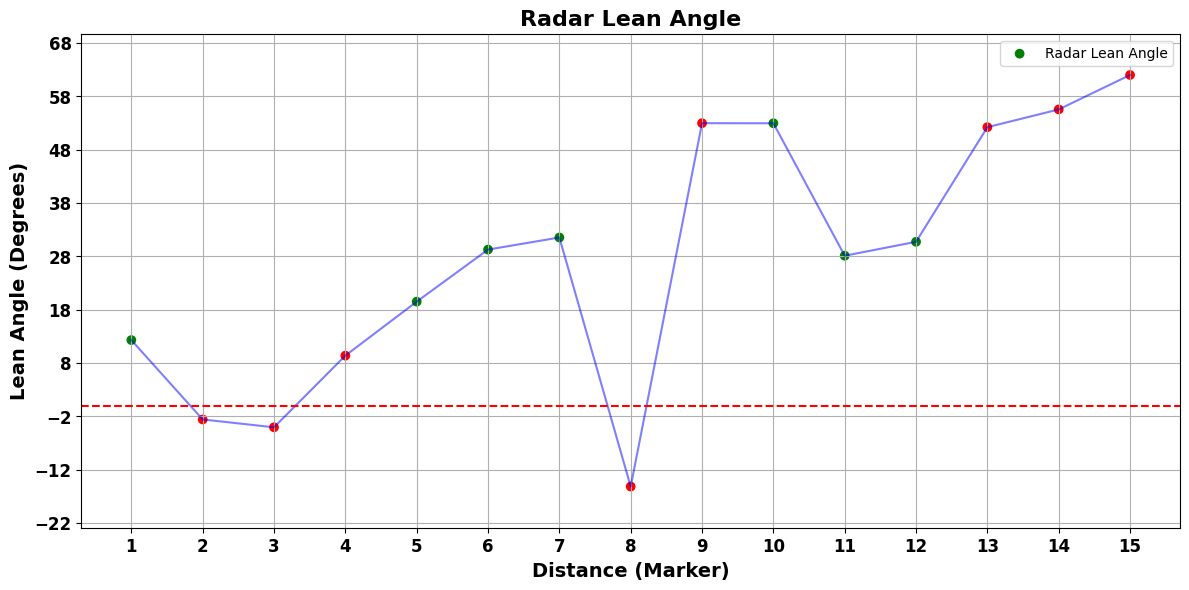 Radar Lean Angle
Radar Lean Angle
68
58
48
38
28
18
8
−2
−12
−22
Lean Angle (Degrees)
1 2 3 4 5 6 7 8 9 10 11 12 13 14 15
Distance (Marker)